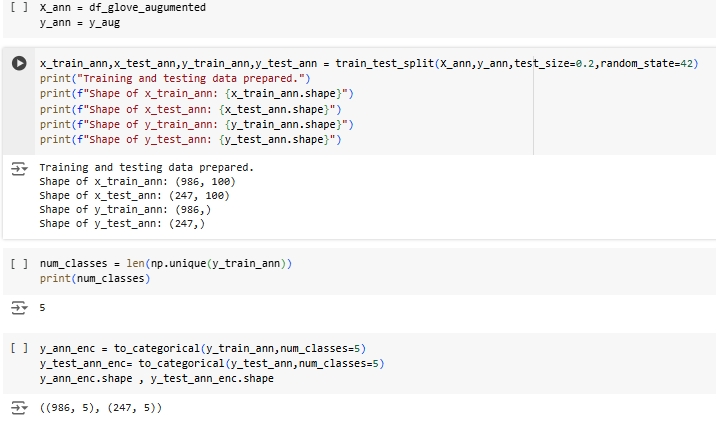 [ ] X_ann = df_glove_augumented
y_ann = y_aug
x_train_ann,x_test_ann,y_train_ann,y_test_ann = train_test_split(X_ann,y_ann,test_size=0.2,random_state=42)
print("Training and testing data prepared.")
print(f"Shape of x_train_ann: {x_train_ann.shape}")
print(f"Shape of x_test_ann: {x_test_ann.shape}")
print(f"Shape of y_train_ann: {y_train_ann.shape}")
print(f"Shape of y_test_ann: {y_test_ann.shape}")
Training and testing data prepared.
Shape of x_train_ann: (986, 100)
Shape of x_test_ann: (247, 100)
Shape of y_train_ann: (986,)
Shape of y_test_ann: (247,)
[ ] num_classes = len(np.unique(y_train_ann))
print(num_classes)
5
[ ] y_ann_enc = to_categorical(y_train_ann,num_classes=5)
y_test_ann_enc= to_categorical(y_test_ann,num_classes=5)
y_ann_enc.shape , y_test_ann_enc.shape
((986, 5), (247, 5))